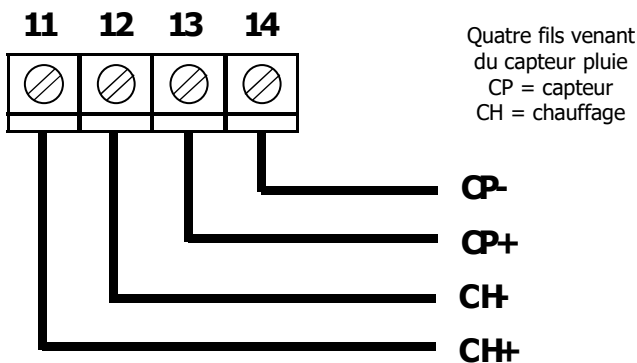 11 12 13 14
Quatre fils venant
du capteur pluie
CP = capteur
CH = chauffage
CP-
CP+
CH-
CH+